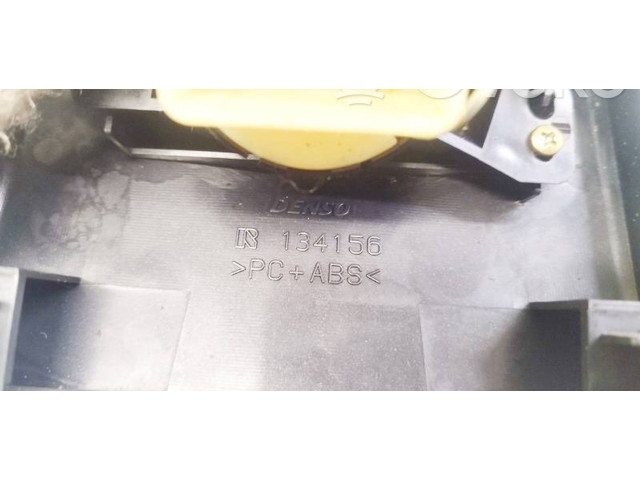 DENSO
R 134156
>PC+ABS<